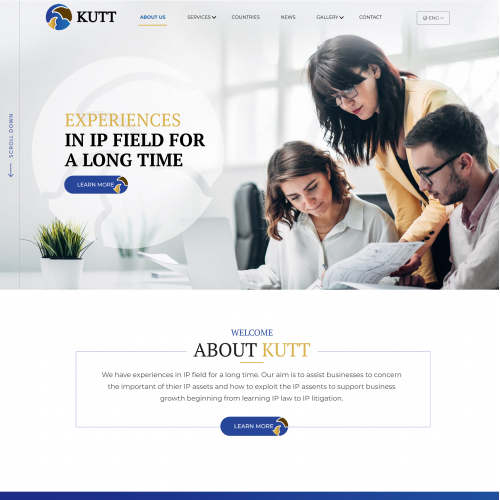 KUTT
ABOUT US SERVICES COUNTRIES NEWS GALLERY CONTACT ENG
SCROLL DOWN
EXPERIENCES
IN IP FIELD FOR
A LONG TIME
LEARN MORE
WELCOME
ABOUT KUTT
We have experiences in IP field for a long time. Our aim is to assist businesses to concern
the important of thier IP assets and how to exploit the IP assents to support business
growth beginning from learning IP law to IP litigation.
LEARN MORE